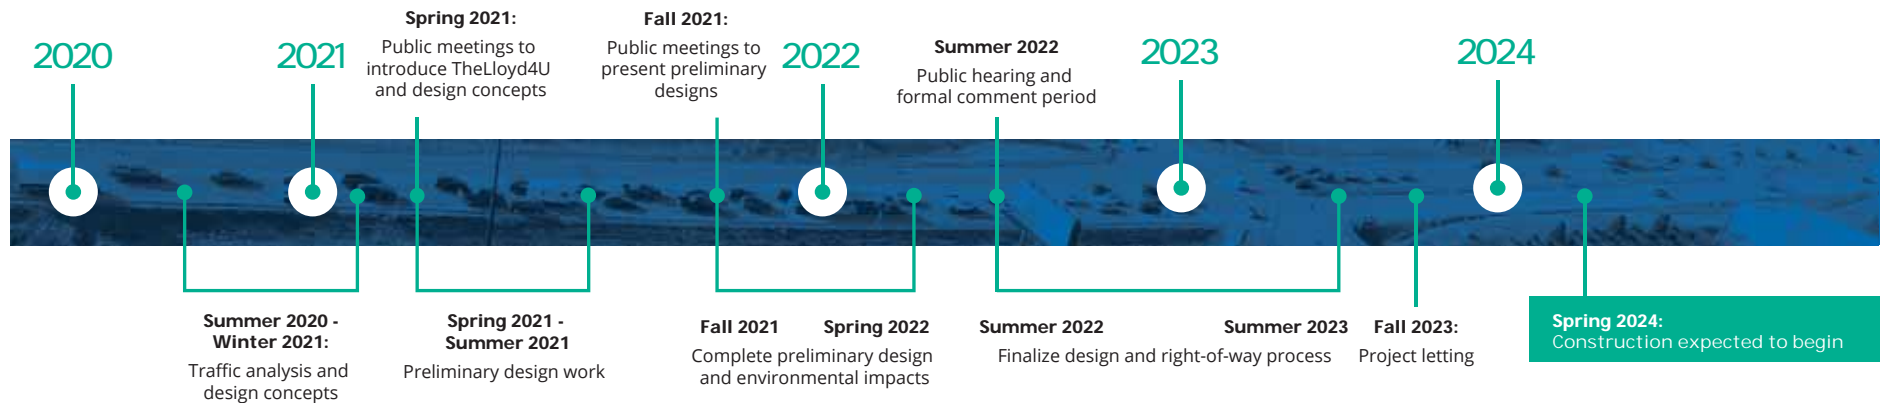 2020
2021
Spring 2021:
Public meetings to
introduce TheLloyd4U
and design concepts
Fall 2021:
Public meetings to
present preliminary
designs
2022
Summer 2022
Public hearing and
formal comment period
2023
2024
Summer 2020 -
Winter 2021:
Traffic analysis and
design concepts
Spring 2021 -
Summer 2021
Preliminary design work
Fall 2021 Spring 2022
Complete preliminary design
and environmental impacts
Summer 2022 Summer 2023
Finalize design and right-of-way process
Fall 2023:
Project letting
Spring 2024:
Construction expected to begin